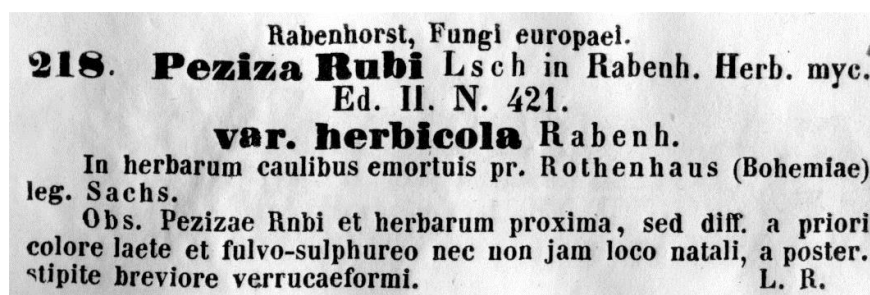 Rabenhorst, Fungi europaei.
218. Peziza Rubi Lsch in Rabenh. Herb. myc.
Ed. II. N. 421.
var. herbicola Rabenh.
In herbarum caulibus emortuis pr. Rothenhaus (Bohemiae)
leg. Sachs.
Obs. Pezizae Rnbi et herbarum proxima, sed diff. a priori
colore laete et fulvo-sulphureo nec uon jam loco natali, a poster.
stipite breviore verrucaeformi. L. R.